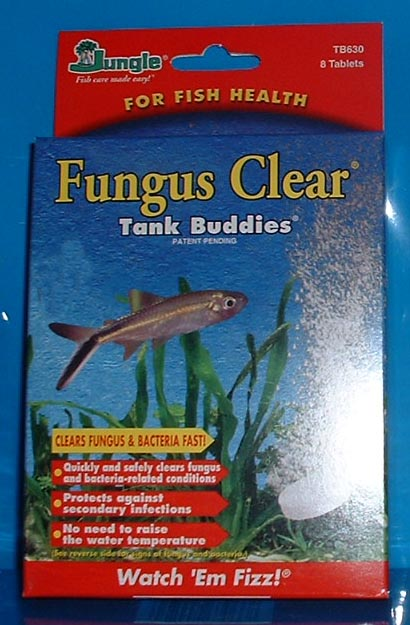 Jungle®
Fish care made easy!™
TB630
8 Tablets
FOR FISH HEALTH
Fungus Clear®
Tank Buddies®
PATENT PENDING
CLEARS FUNGUS & BACTERIA FAST!
• Quickly and safely clears fungus
and bacteria-related conditions
• Protects against
secondary infections
• No need to raise
the water temperature
(See reverse side for signs of fungus and bacteria.)
Watch 'Em Fizz!®